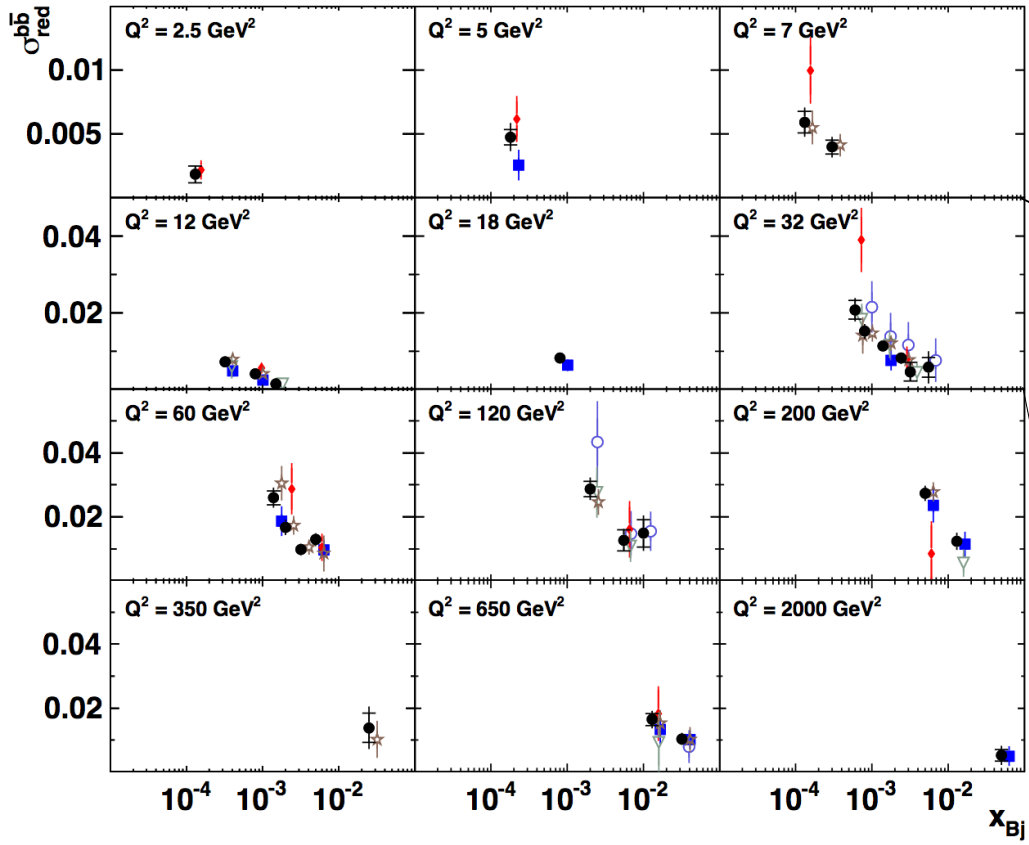 σ_red^{bb̄}
Q² = 2.5 GeV²
Q² = 5 GeV²
Q² = 7 GeV²
0.01
0.005
Q² = 12 GeV²
Q² = 18 GeV²
Q² = 32 GeV²
0.04
0.02
Q² = 60 GeV²
Q² = 120 GeV²
Q² = 200 GeV²
0.04
0.02
Q² = 350 GeV²
Q² = 650 GeV²
Q² = 2000 GeV²
0.04
0.02
10⁻⁴ 10⁻³ 10⁻² 10⁻⁴ 10⁻³ 10⁻² 10⁻⁴ 10⁻³ 10⁻²
x_Bj